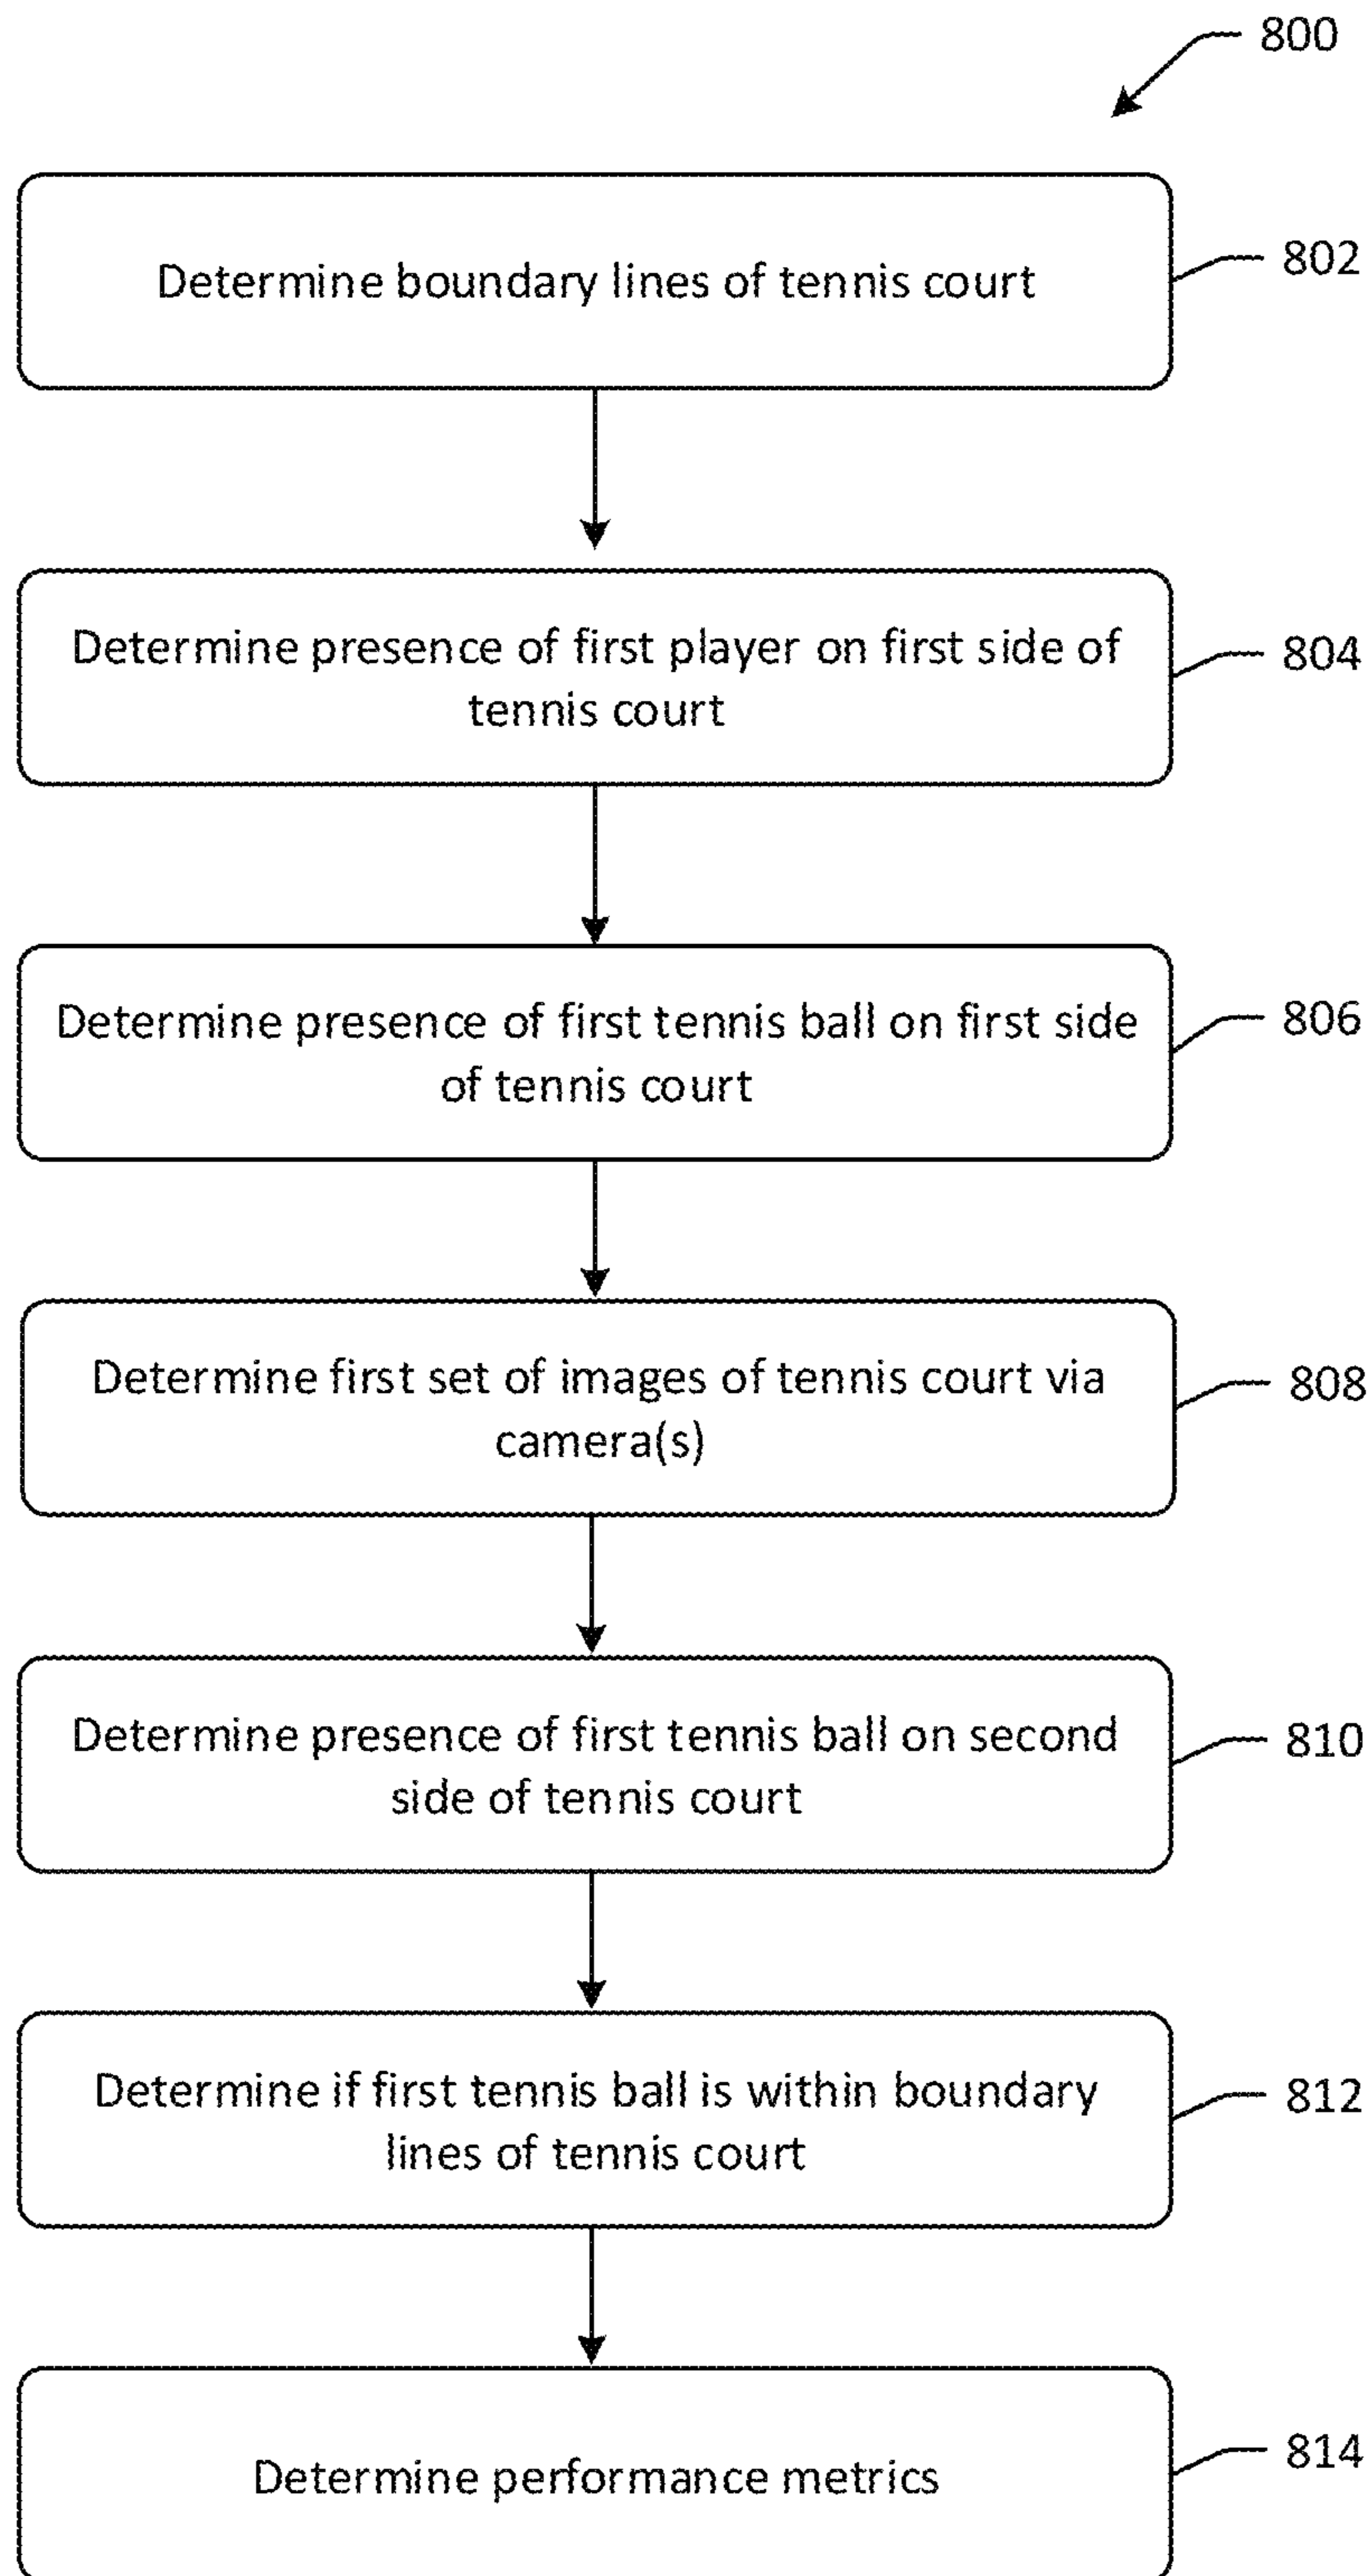 800
Determine boundary lines of tennis court
802
Determine presence of first player on first side of
tennis court
804
Determine presence of first tennis ball on first side
of tennis court
806
Determine first set of images of tennis court via
camera(s)
808
Determine presence of first tennis ball on second
side of tennis court
810
Determine if first tennis ball is within boundary
lines of tennis court
812
Determine performance metrics
814